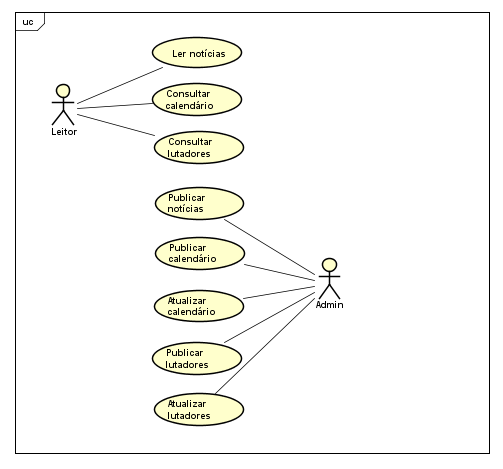 uc
Ler notícias
Consultar
calendário
Leitor
Consultar
lutadores
Publicar
notícias
Publicar
calendário
Atualizar
calendário
Admin
Publicar
lutadores
Atualizar
lutadores